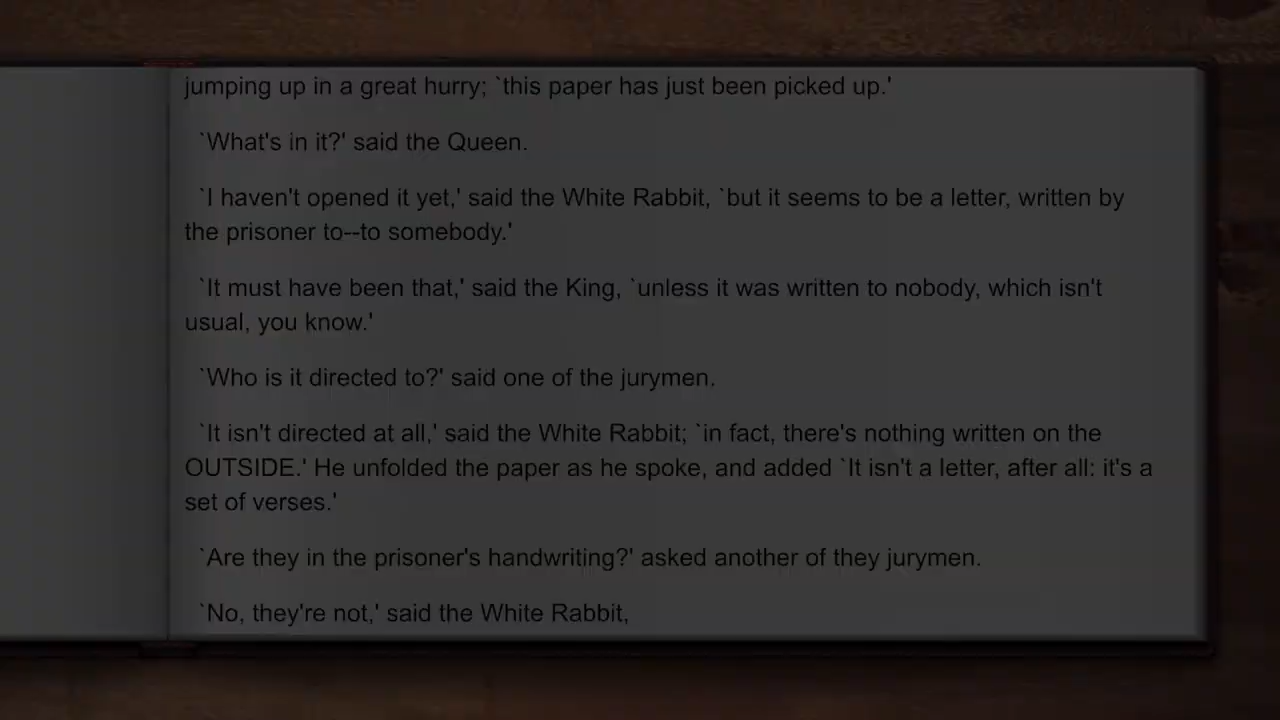 jumping up in a great hurry; `this paper has just been picked up.'
`What's in it?' said the Queen.
`I haven't opened it yet,' said the White Rabbit, `but it seems to be a letter, written by
the prisoner to--to somebody.'
`It must have been that,' said the King, `unless it was written to nobody, which isn't
usual, you know.'
`Who is it directed to?' said one of the jurymen.
`It isn't directed at all,' said the White Rabbit; `in fact, there's nothing written on the
OUTSIDE.' He unfolded the paper as he spoke, and added `It isn't a letter, after all: it's a
set of verses.'
`Are they in the prisoner's handwriting?' asked another of they jurymen.
`No, they're not,' said the White Rabbit,